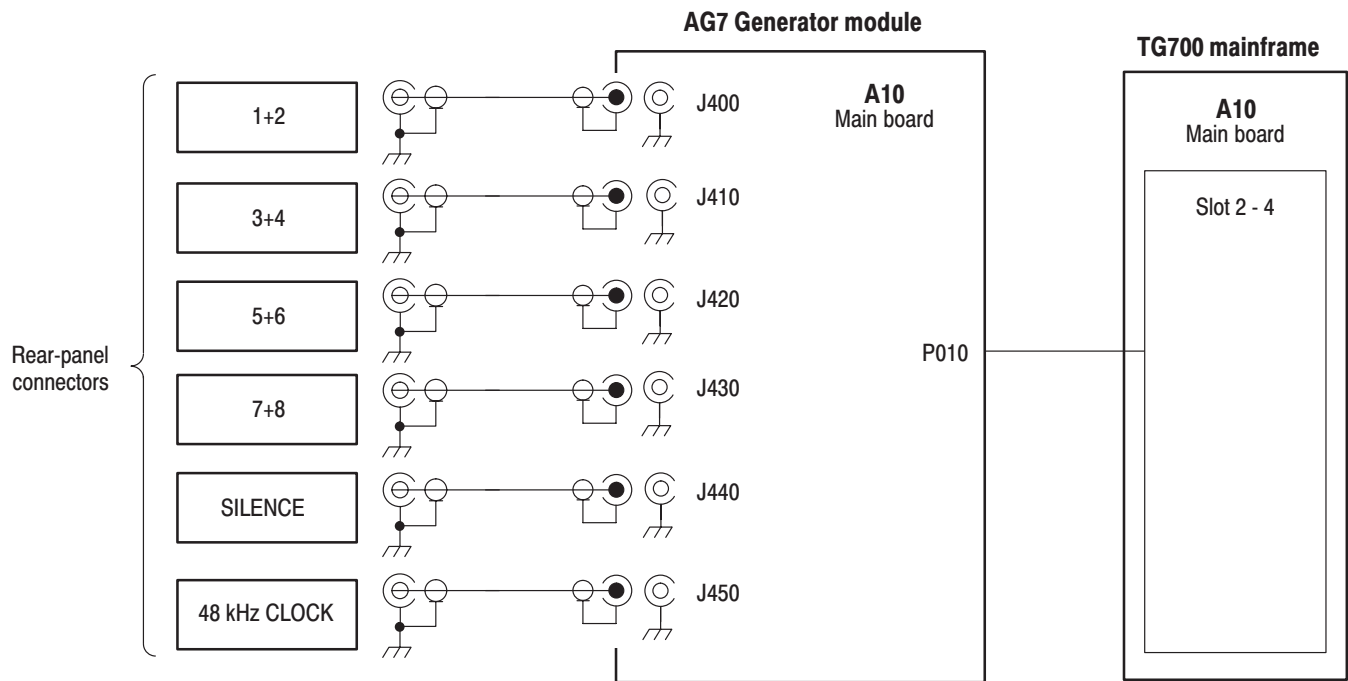 AG7 Generator module
TG700 mainframe
1+2
J400
A10
Main board
A10
Main board
3+4
J410
Slot 2 - 4
5+6
J420
Rear-panel
connectors
P010
7+8
J430
SILENCE
J440
48 kHz CLOCK
J450